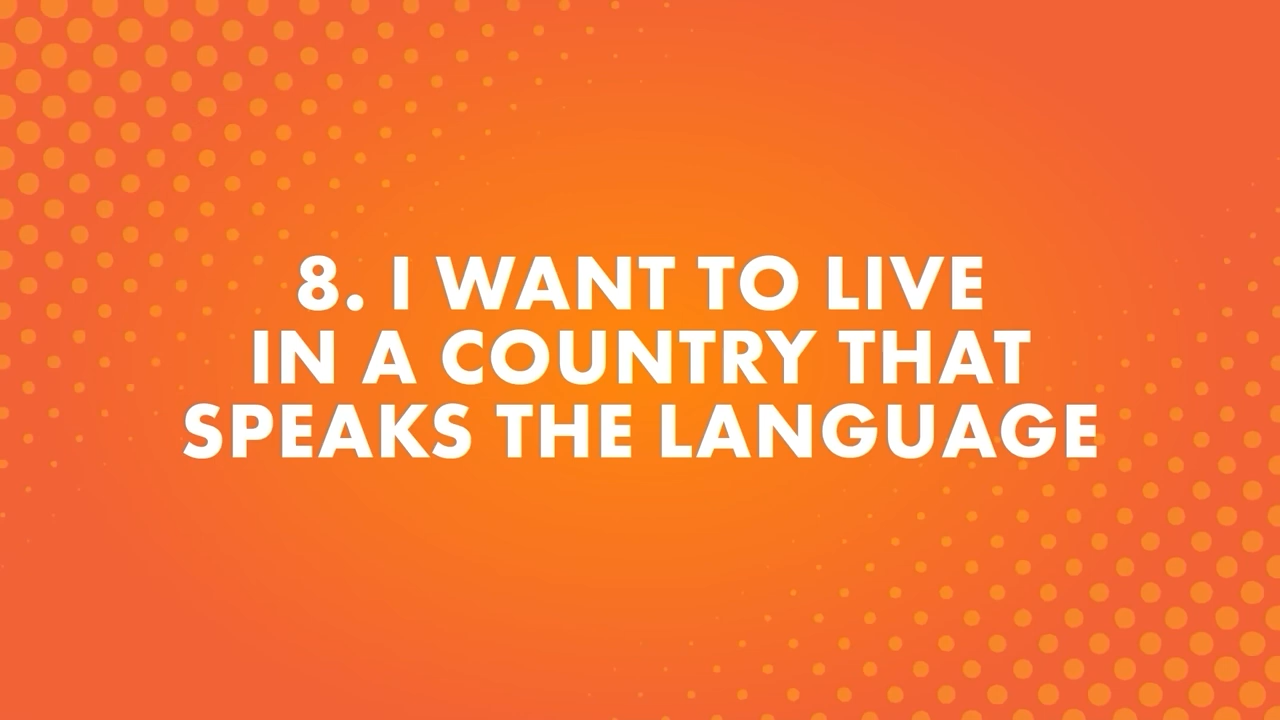 8. I WANT TO LIVE
IN A COUNTRY THAT
SPEAKS THE LANGUAGE